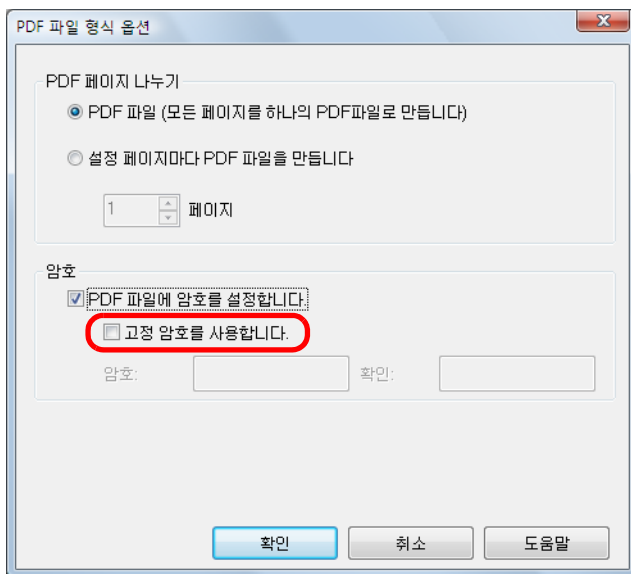 PDF 파일 형식 옵션
PDF 페이지 나누기
PDF 파일 (모든 페이지를 하나의 PDF파일로 만듭니다)
설정 페이지마다 PDF 파일을 만듭니다
1 페이지
암호
PDF 파일에 암호를 설정합니다.
고정 암호를 사용합니다.
암호: 확인:
확인 취소 도움말